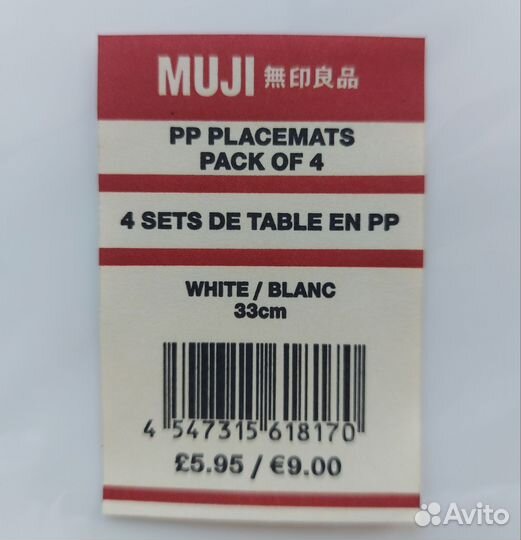 MUJI 無印良品
PP PLACEMATS
PACK OF 4
4 SETS DE TABLE EN PP
WHITE / BLANC
33cm
4 547315 618170
£5.95 / €9.00
Avito